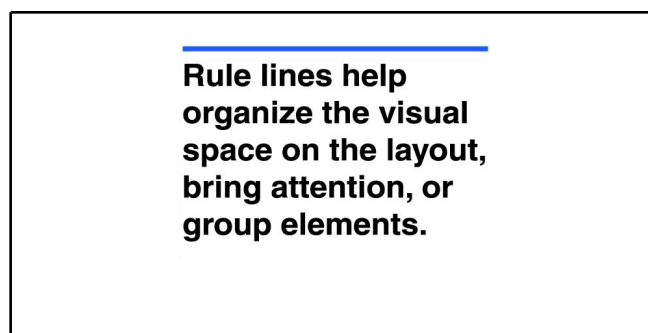 Rule lines help
organize the visual
space on the layout,
bring attention, or
group elements.